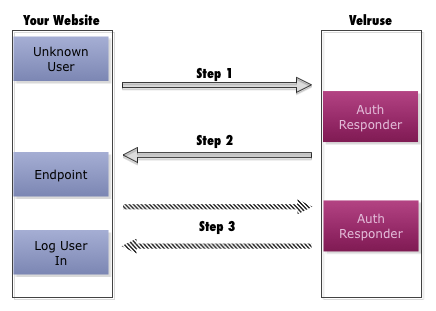 Your Website
Velruse
Unknown
User
Step 1
Auth
Responder
Step 2
Endpoint
Step 3
Auth
Responder
Log User
In